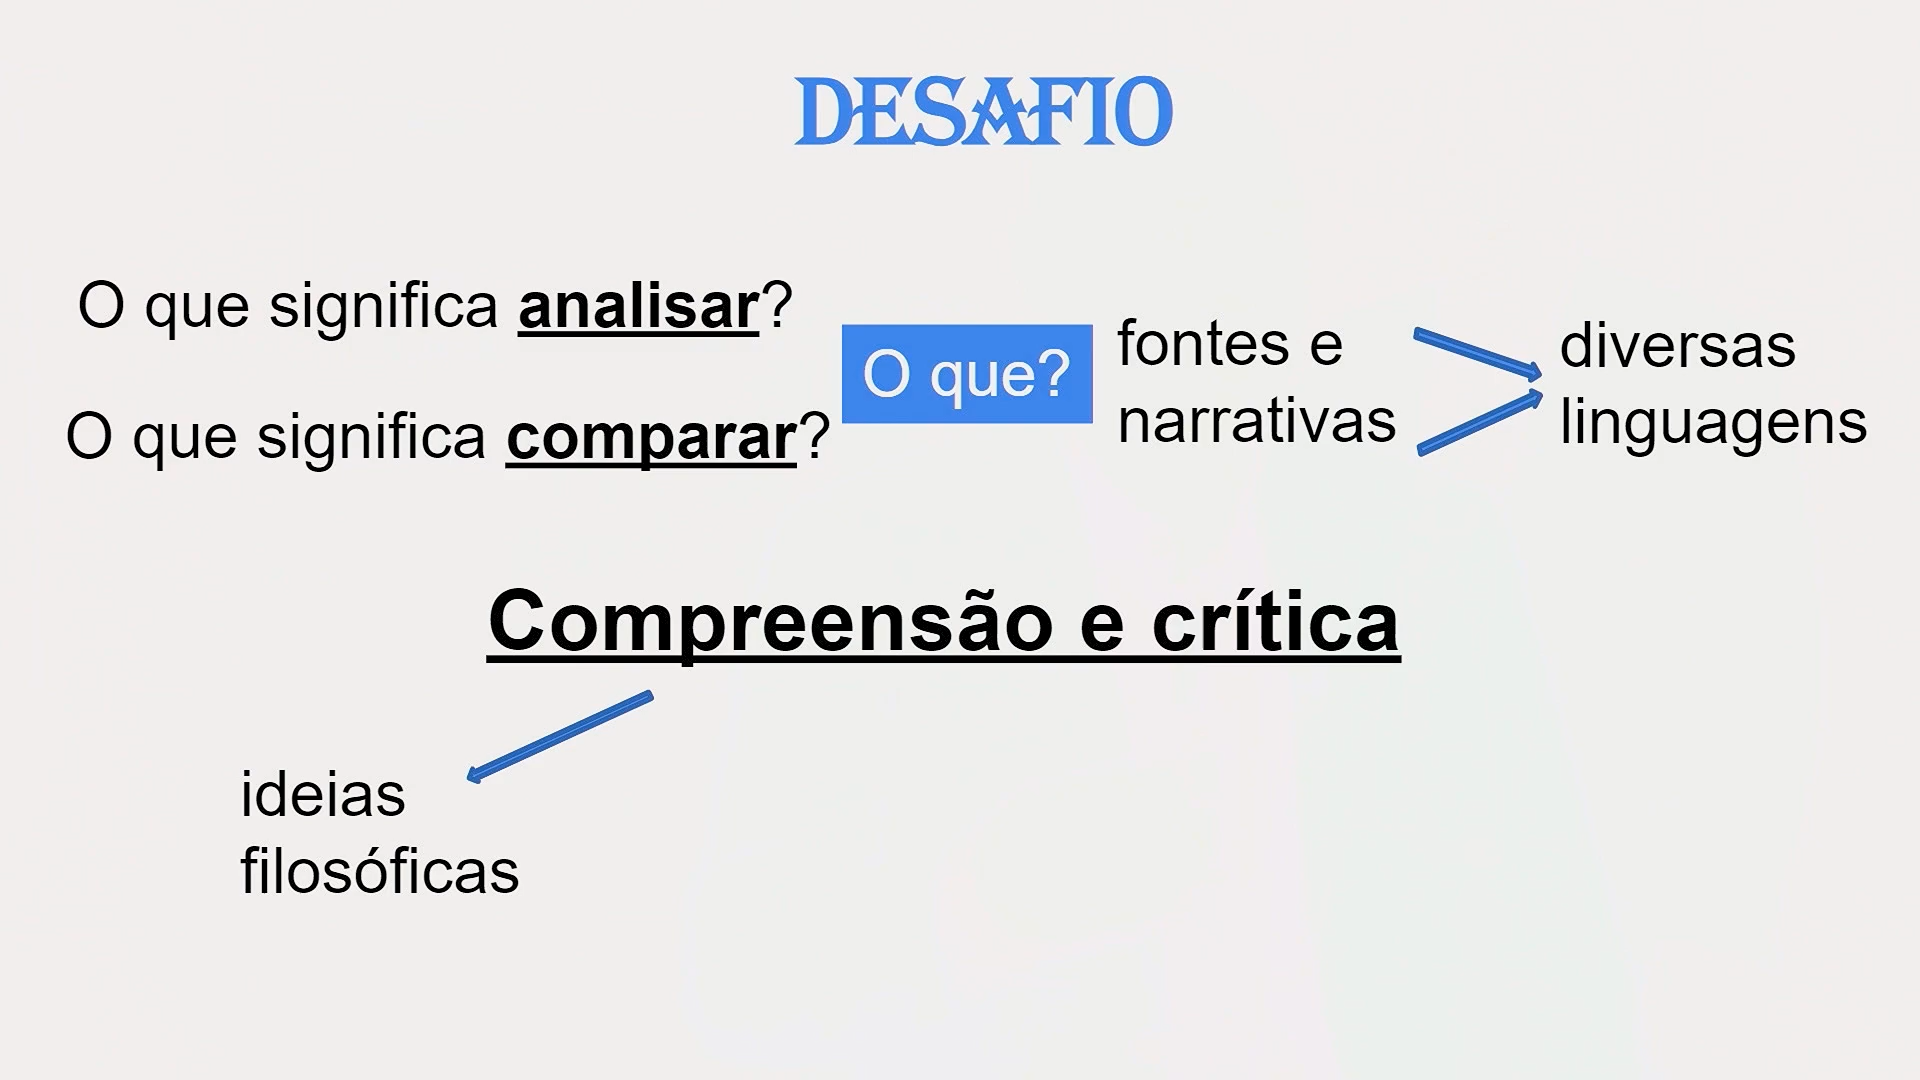 DESAFIO
O que significa analisar?
O que significa comparar?
O que?
fontes e
narrativas
diversas
linguagens
Compreensão e crítica
ideias
filosóficas